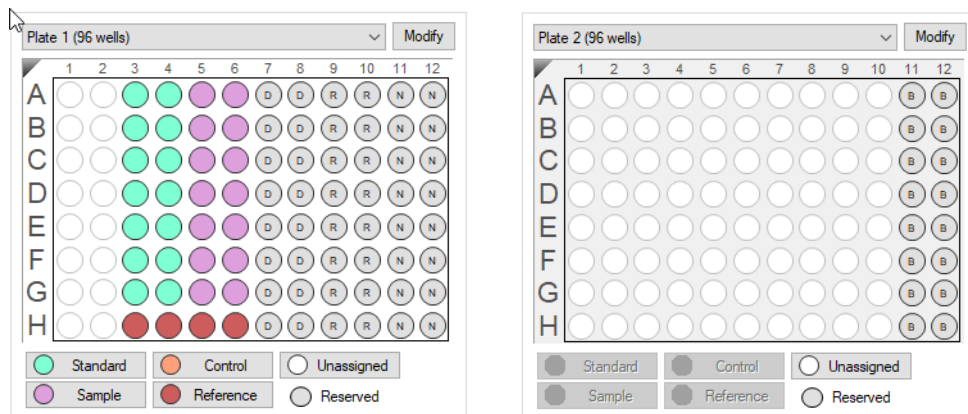 Plate 1 (96 wells) Modify
1 2 3 4 5 6 7 8 9 10 11 12
A D D R R N N
B D D R R N N
C D D R R N N
D D D R R N N
E D D R R N N
F D D R R N N
G D D R R N N
H D D R R N N
Standard Control Unassigned
Sample Reference Reserved
Plate 2 (96 wells) Modify
1 2 3 4 5 6 7 8 9 10 11 12
A B B
B B B
C B B
D B B
E B B
F B B
G B B
H B B
Standard Control Unassigned
Sample Reference Reserved